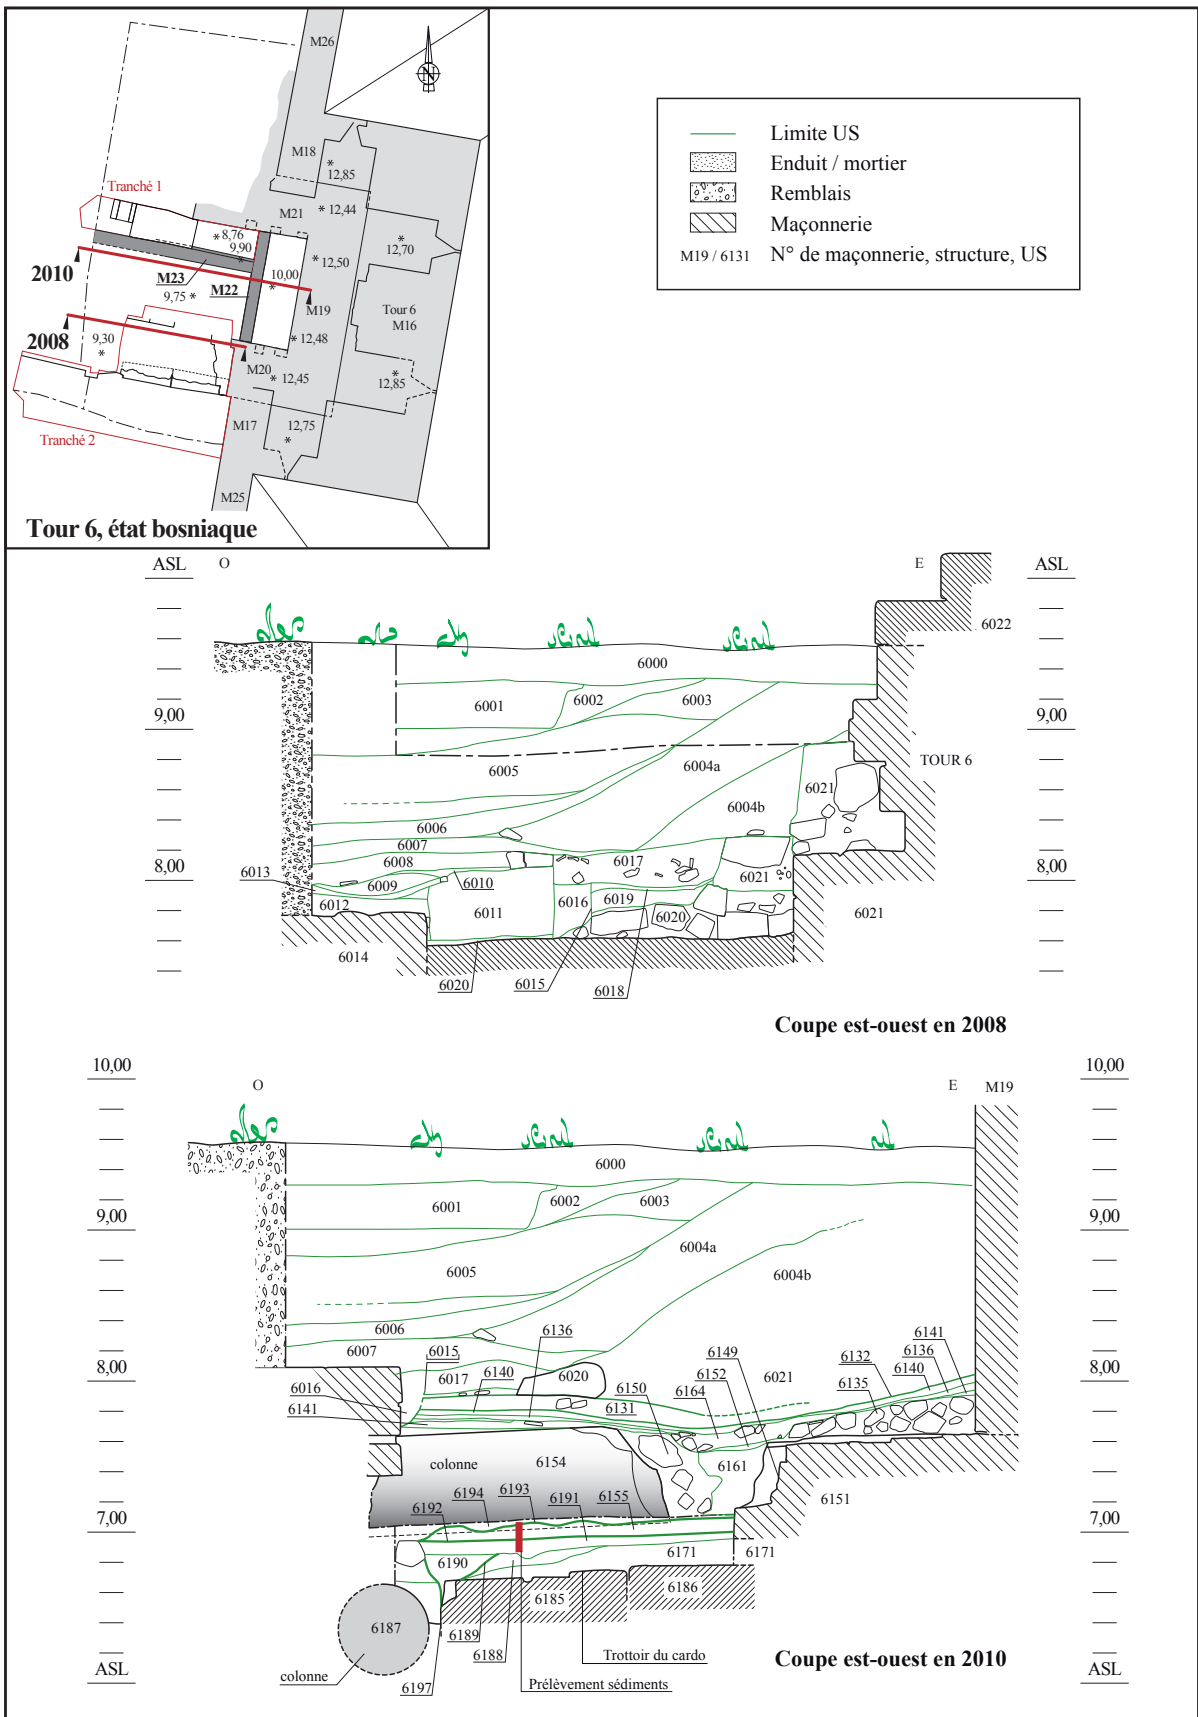 M26
N
M18
12,85
Tranché 1
M21
12,44
8,76
9,90
12,70
12,50
2010
M23
10,00
M22
9,75
M19
Tour 6
M16
2008
9,30
12,48
M20
12,45
12,85
12,75
M17
Tranché 2
M25
Tour 6, état bosniaque
Limite US
Enduit / mortier
Remblais
Maçonnerie
M19 / 6131 N° de maçonnerie, structure, US
ASL O E ASL
6022
6000
6001 6002 6003
9,00 9,00
6005 6004a TOUR 6
6021
6004b
6006
6007
6008 6017
8,00 8,00
6013 6009 6010 6021
6012 6011 6016 6019 6020 6021
6014
6020 6015 6018
Coupe est-ouest en 2008
10,00 10,00
O E M19
6000
6001 6002 6003
9,00 9,00
6004a
6005 6004b
6006 6136 6141
6007 6015 6149 6132 6136
8,00 8,00
6017 6140 6020 6152 6021 6140
6016 6150 6164 6135
6141 6131
colonne 6154 6161
6194 6193 6191 6155 6151
6192
7,00 7,00
6190 6171 6171
6185 6186
6187
6189
6188 Trottoir du cardo
Coupe est-ouest en 2010
ASL ASL
colonne
6197 Prélèvement sédiments